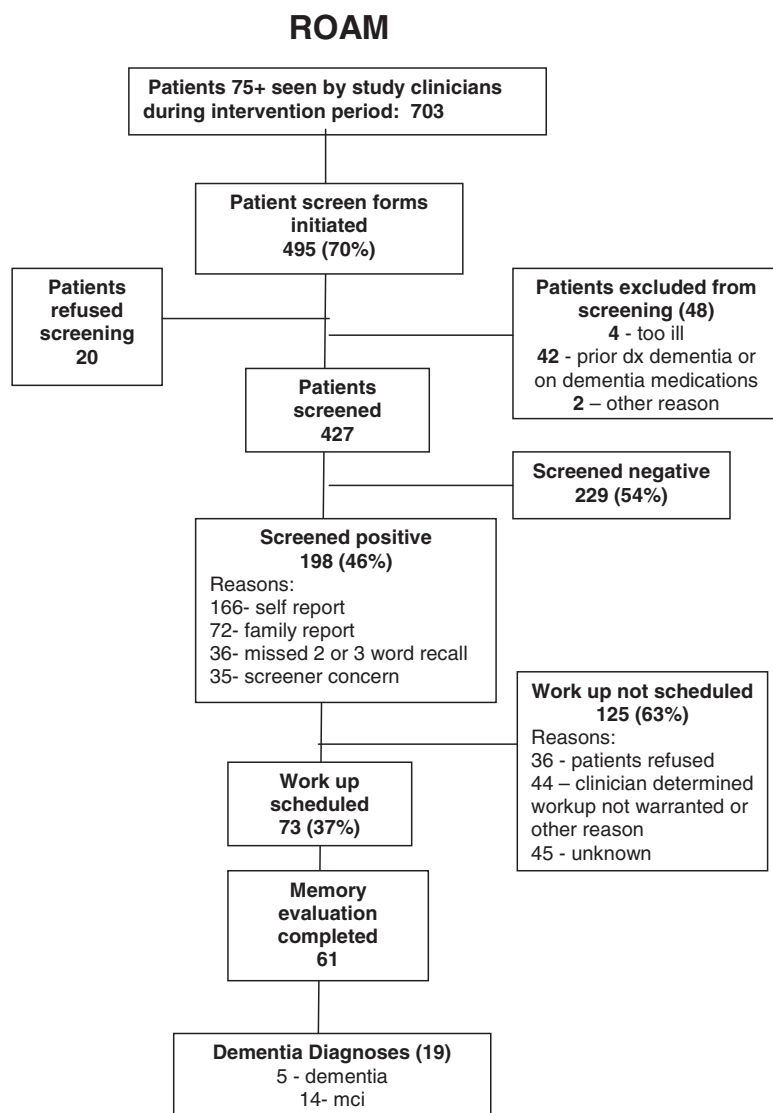 ROAM
Patients 75+ seen by study clinicians
during intervention period: 703
Patient screen forms
initiated
495 (70%)
Patients
refused
screening
20
Patients excluded from
screening (48)
4 - too ill
42 - prior dx dementia or
on dementia medications
2 – other reason
Patients
screened
427
Screened negative
229 (54%)
Screened positive
198 (46%)
Reasons:
166- self report
72- family report
36- missed 2 or 3 word recall
35- screener concern
Work up not scheduled
125 (63%)
Reasons:
36 - patients refused
44 – clinician determined
workup not warranted or
other reason
45 - unknown
Work up
scheduled
73 (37%)
Memory
evaluation
completed
61
Dementia Diagnoses (19)
5 - dementia
14- mci